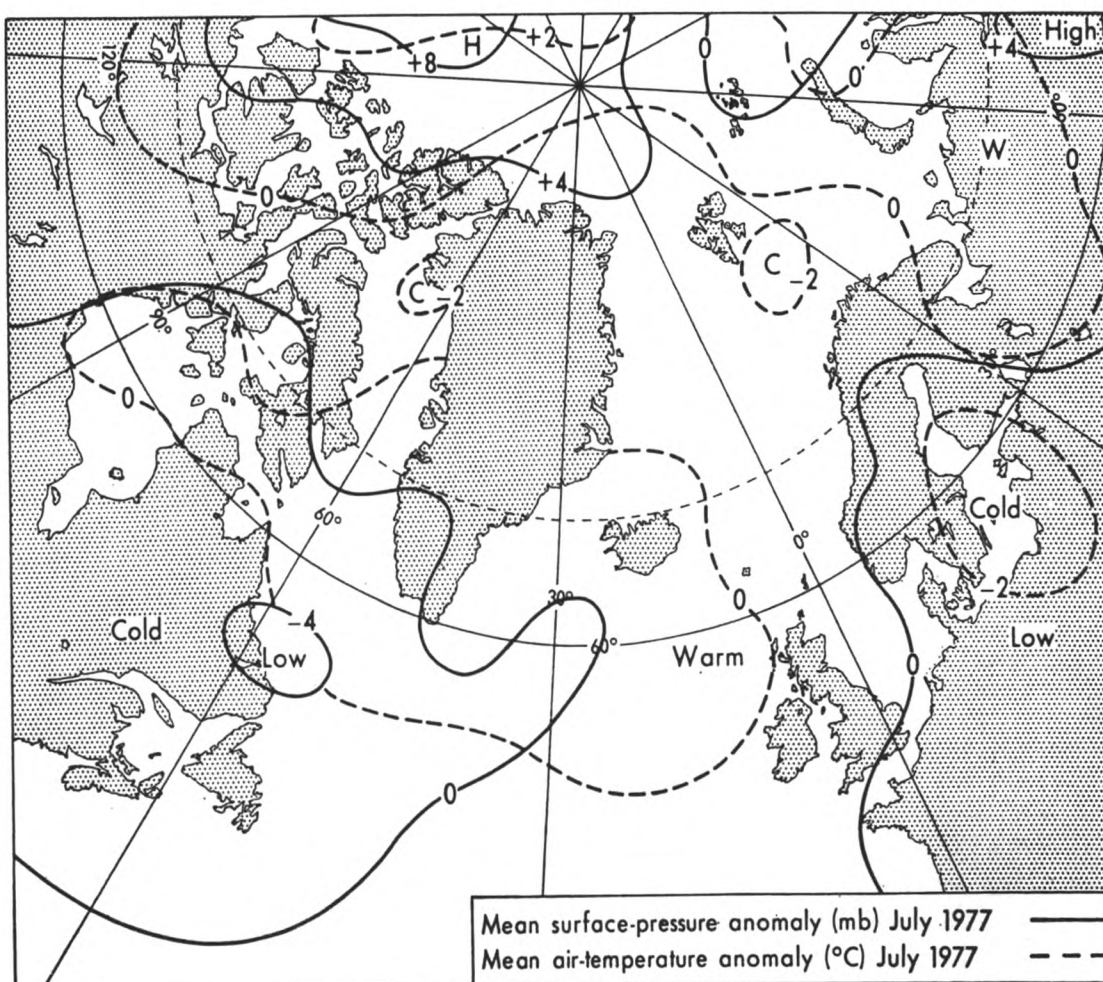 H
+2
High
+4
0
0
+8
120°
60°
0
W
+4
0
0
C -2
C -2
90°
0
60°
0°
Cold
-2
-4
30°
0
Cold
Low
60°
Warm
0
Low
0
Mean surface-pressure anomaly (mb) July 1977
Mean air-temperature anomaly (°C) July 1977